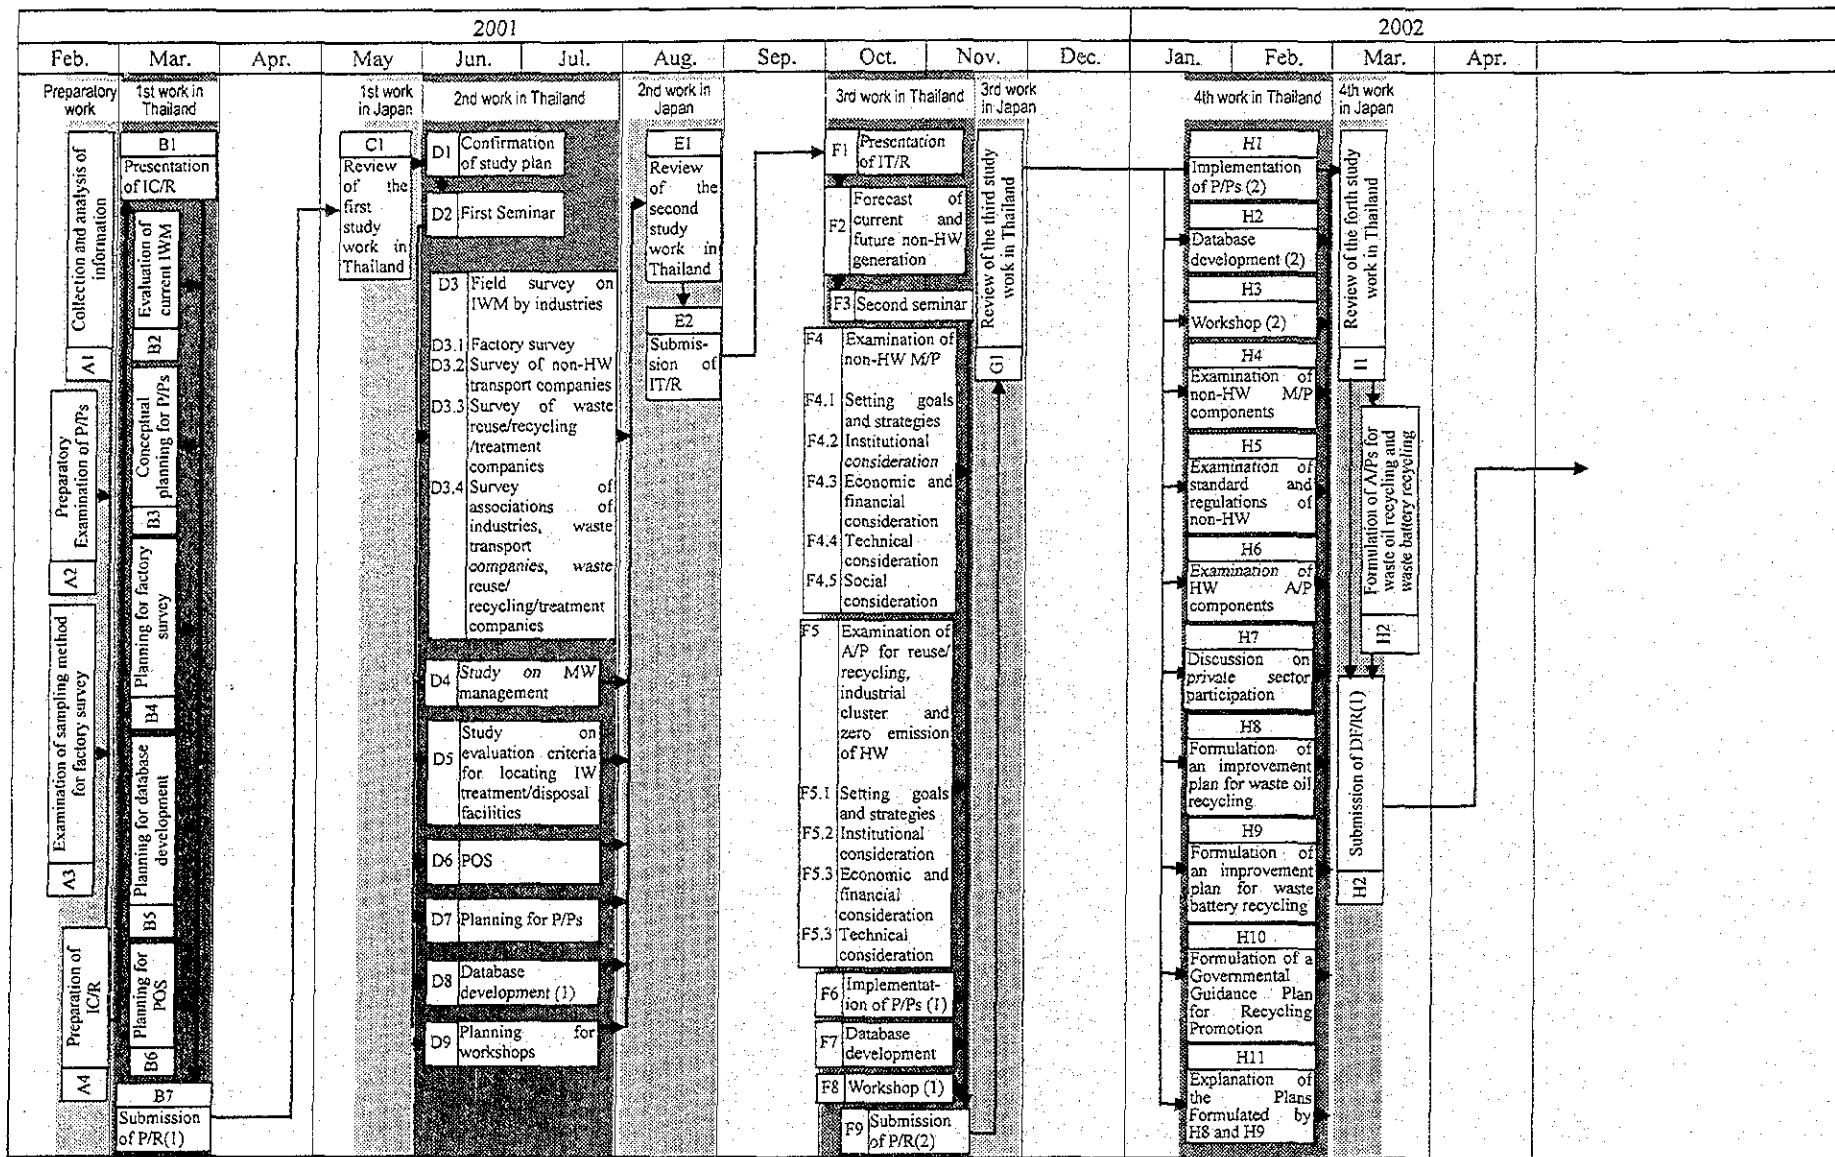 2001
2002
Feb.
Mar.
Apr.
May
Jun.
Jul.
Aug.
Sep.
Oct.
Nov.
Dec.
Jan.
Feb.
Mar.
Apr.
Preparatory
work
1st work in
Thailand
1st work
in Japan
2nd work in Thailand
2nd work in
Japan
3rd work in Thailand
3rd work
in Japan
4th work in Thailand
4th work in
Japan
Collection and analysis of
information
A1
Preparatory
Examination of P/Ps
A2
Examination of sampling method
for factory survey
A3
Preparation of
IC/R
A4
B1
Presentation
of IC/R
Evaluation of
current IWM
B2
Conceptual
planning for P/Ps
B3
Planning for factory
survey
B4
Planning for database
development
B5
Planning for
POS
B6
B7
Submission
of P/R(1)
C1
Review
of the
first
study
work in
Thailand
D1
Confirmation
of study plan
D2
First Seminar
D3 Field survey on
IWM by industries
D3.1 Factory survey
D3.2 Survey of non-HW
transport companies
D3.3 Survey of waste
reuse/recycling
/treatment
companies
D3.4 Survey of
associations of
industries, waste
transport
companies, waste
reuse/
recycling/treatment
companies
D4
Study on MW
management
D5
Study on
evaluation criteria
for locating IW
treatment/disposal
facilities
D6
POS
D7
Planning for P/Ps
D8
Database
development (1)
D9
Planning for
workshops
E1
Review
of the
second
study
work in
Thailand
E2
Submis-
sion of
IT/R
F1
Presentation
of IT/R
F2
Forecast of
current and
future non-HW
generation
F3
Second seminar
F4 Examination of
non-HW M/P
F4.1 Setting goals
and strategies
F4.2 Institutional
consideration
F4.3 Economic and
financial
consideration
F4.4 Technical
consideration
F4.5 Social
consideration
F5 Examination of
A/P for reuse/
recycling,
industrial
cluster and
zero emission
of HW
F5.1 Setting goals
and strategies
F5.2 Institutional
consideration
F5.3 Economic and
financial
consideration
F5.3 Technical
consideration
F6
Implementat-
ion of P/Ps (1)
F7
Database
development
F8
Workshop (1)
F9
Submission
of P/R(2)
Review of the third study
work in Thailand
G1
H1
Implementation
of P/Ps (2)
H2
Database
development (2)
H3
Workshop (2)
H4
Examination of
non-HW M/P
components
H5
Examination of
standard and
regulations of
non-HW
H6
Examination of
HW A/P
components
H7
Discussion on
private sector
participation
H8
Formulation of
an improvement
plan for waste oil
recycling
H9
Formulation of
an improvement
plan for waste
battery recycling
H10
Formulation of a
Governmental
Guidance Plan
for Recycling
Promotion
H11
Explanation of
the Plans
Formulated by
H8 and H9
Review of the forth study
work in Thailand
I1
Formulation of A/Ps for
waste oil recycling and
waste battery recycling
H2
Submission of DF/R(1)
H2